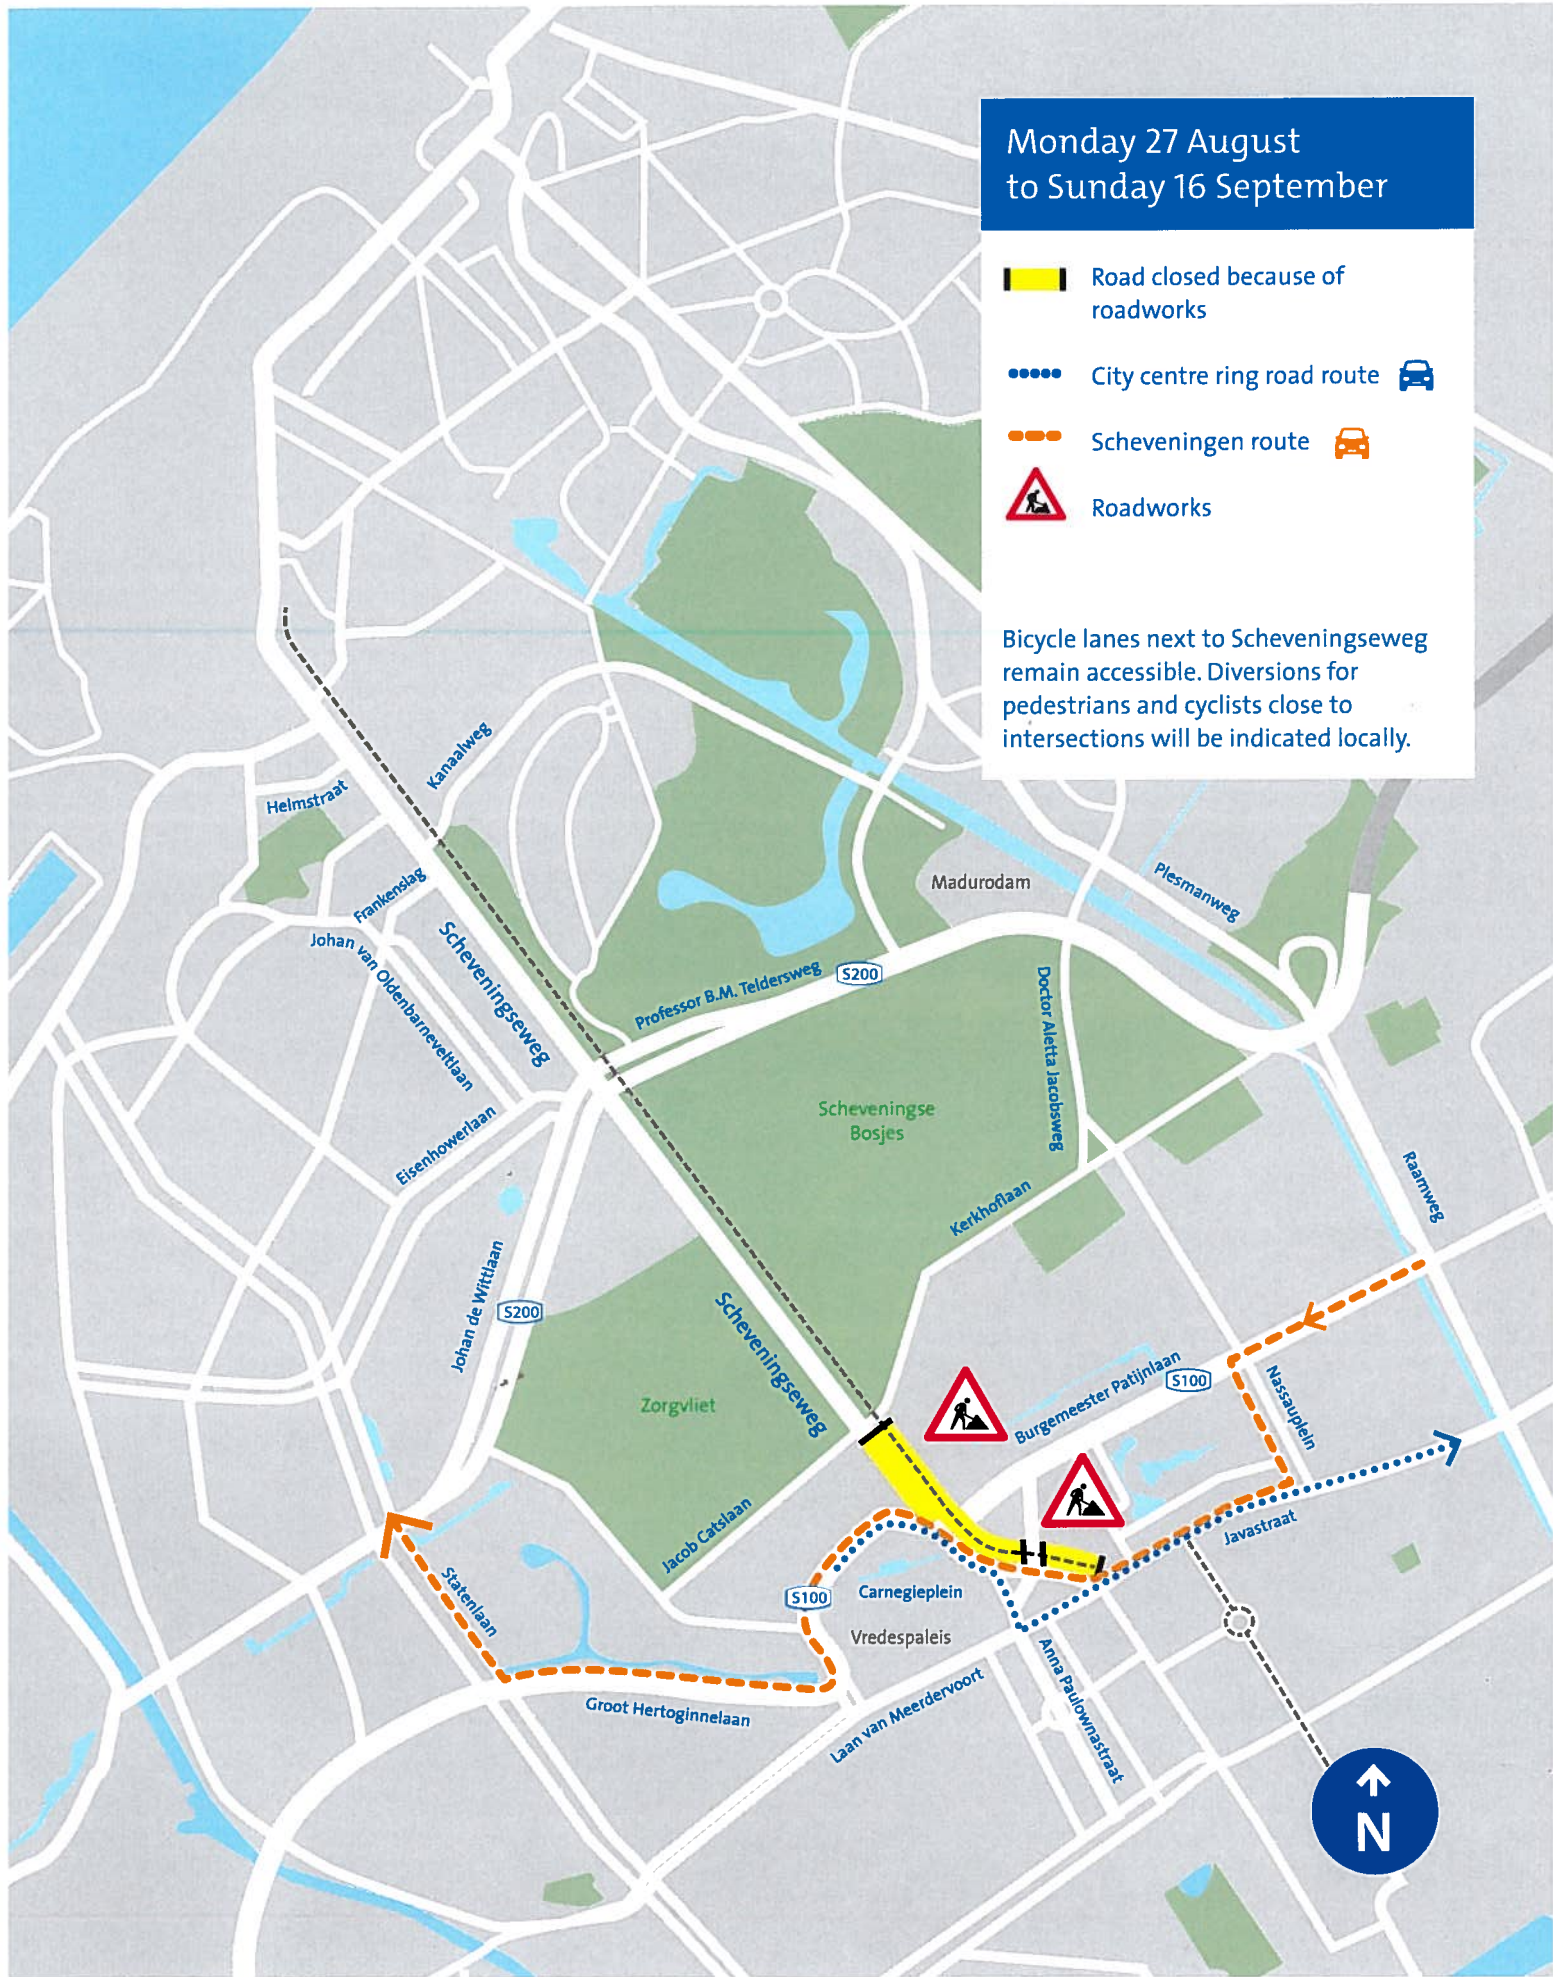 Monday 27 August
to Sunday 16 September
Road closed because of
roadworks
City centre ring road route
Scheveningen route
Roadworks
Bicycle lanes next to Scheveningseweg
remain accessible. Diversions for
pedestrians and cyclists close to
intersections will be indicated locally.
Kanaalweg
Helmstraat
Frankenslag
Johan van Oldenbarneveltlaan
Scheveningseweg
Madurodam
Plesmanweg
Professor B.M. Teldersweg
S200
Doctor Aletta Jacobsweg
Eisenhowerlaan
Scheveningse
Bosjes
Kerkhoflaan
Raamweg
Johan de Wittlaan
S200
Scheveningseweg
Zorgvliet
Burgemeester Patijnlaan
S100
Nassauplein
Javastraat
Jacob Catslaan
S100
Carnegieplein
Vredespaleis
Statenlaan
Groot Hertoginnelaan
Laan van Meerdervoort
Anna Paulownastraat
N